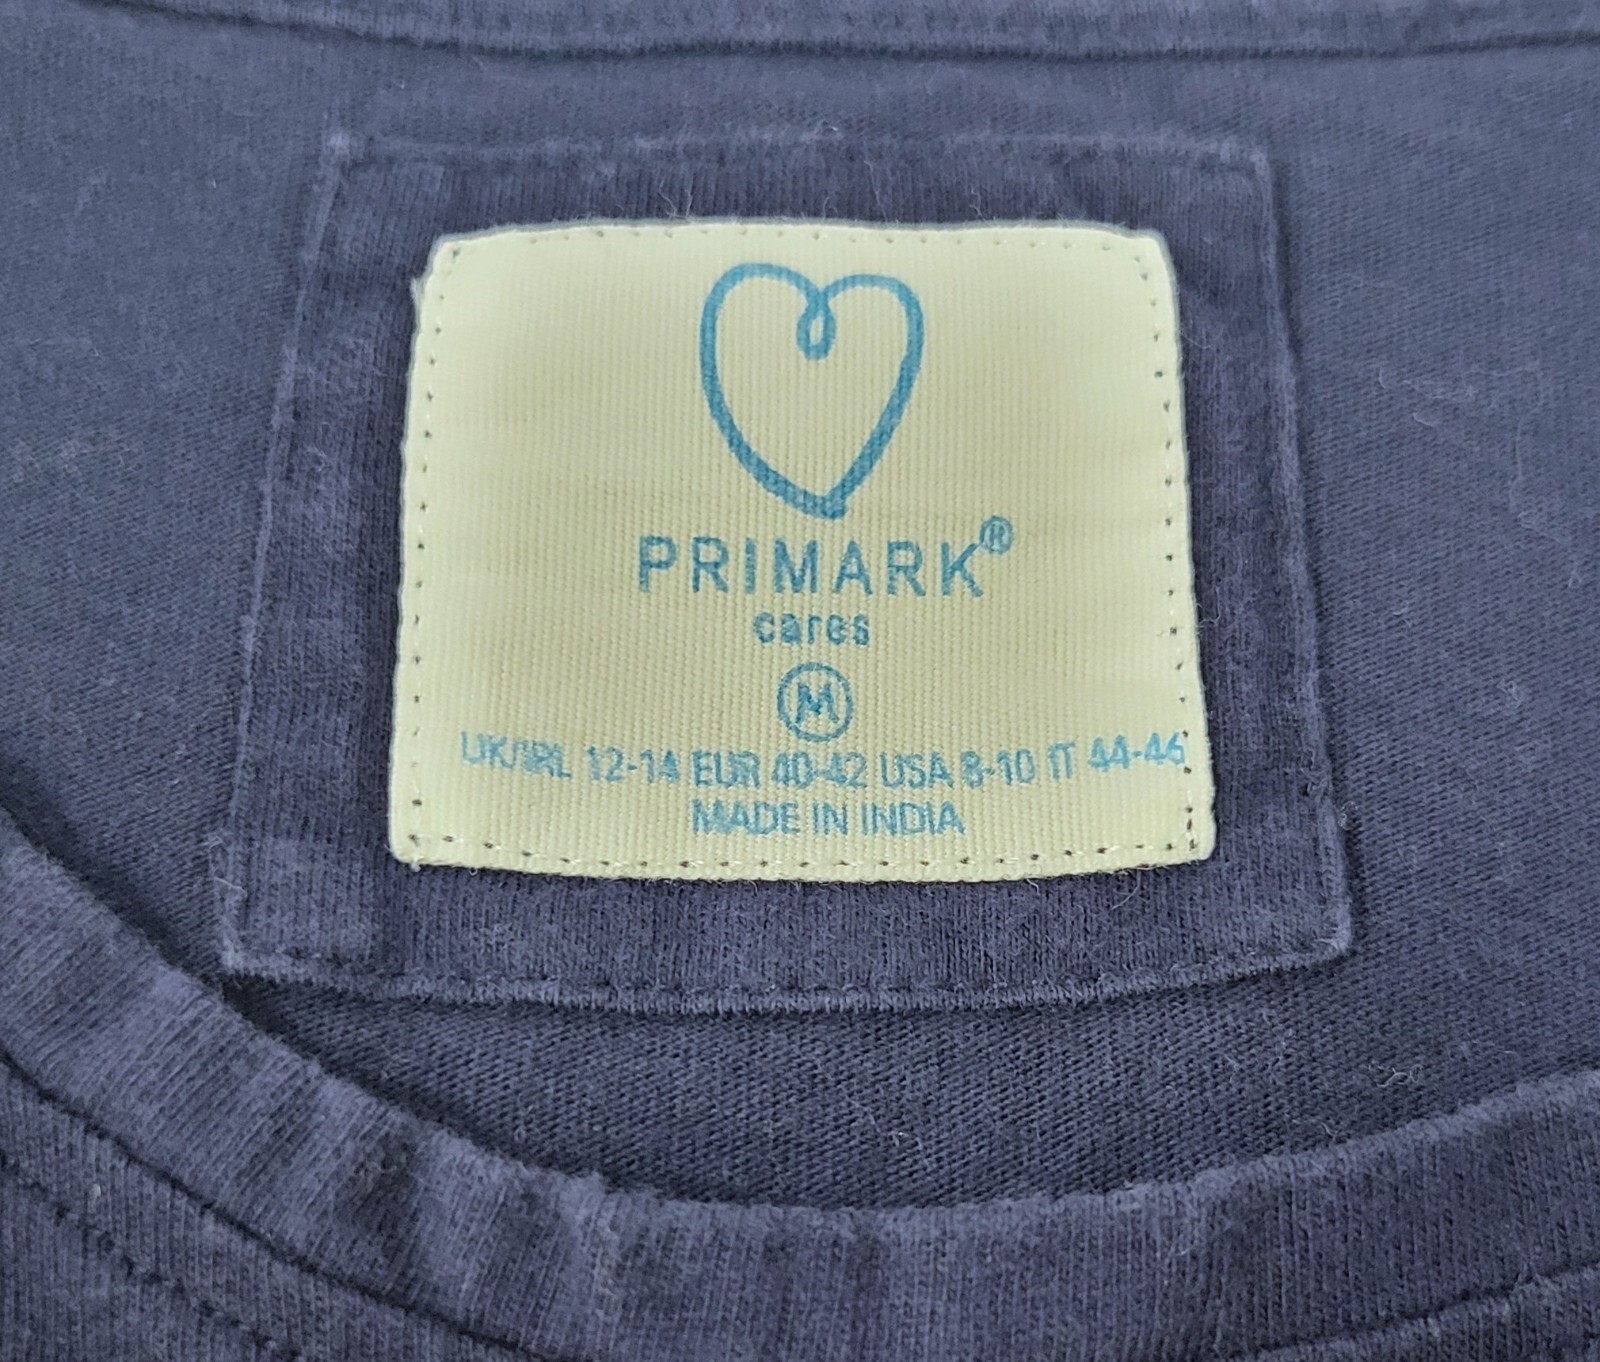 PRIMARK®
cares
M
UK/IRL 12-14 EUR 40-42 USA 8-10 IT 44-46
MADE IN INDIA